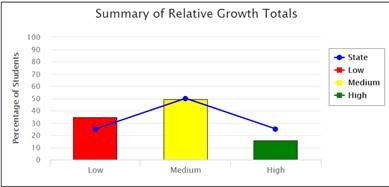 Summary of Relative Growth Totals
Percentage of Students
100
90
80
70
60
50
40
30
20
10
0
Low
Medium
High
State
Low
Medium
High